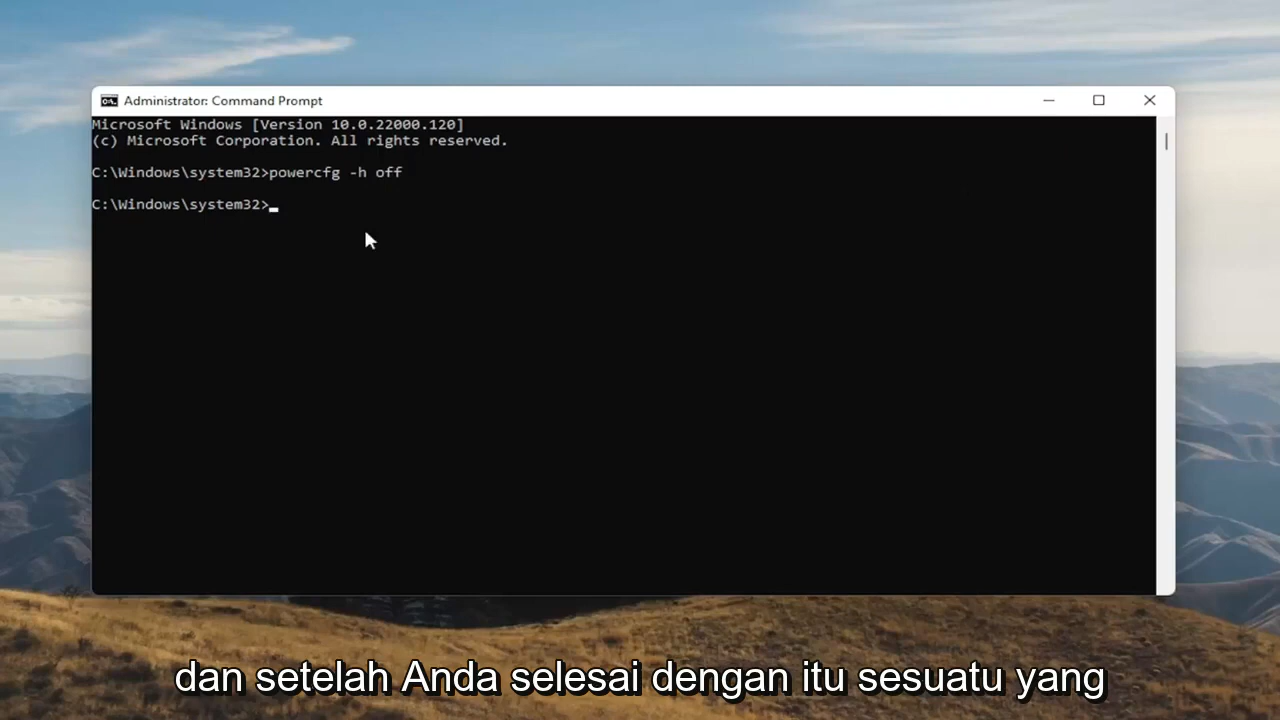 Administrator: Command Prompt
Microsoft Windows [Version 10.0.22000.120]
(c) Microsoft Corporation. All rights reserved.
C:\Windows\system32>powercfg -h off
C:\Windows\system32>
dan setelah Anda selesai dengan itu sesuatu yang